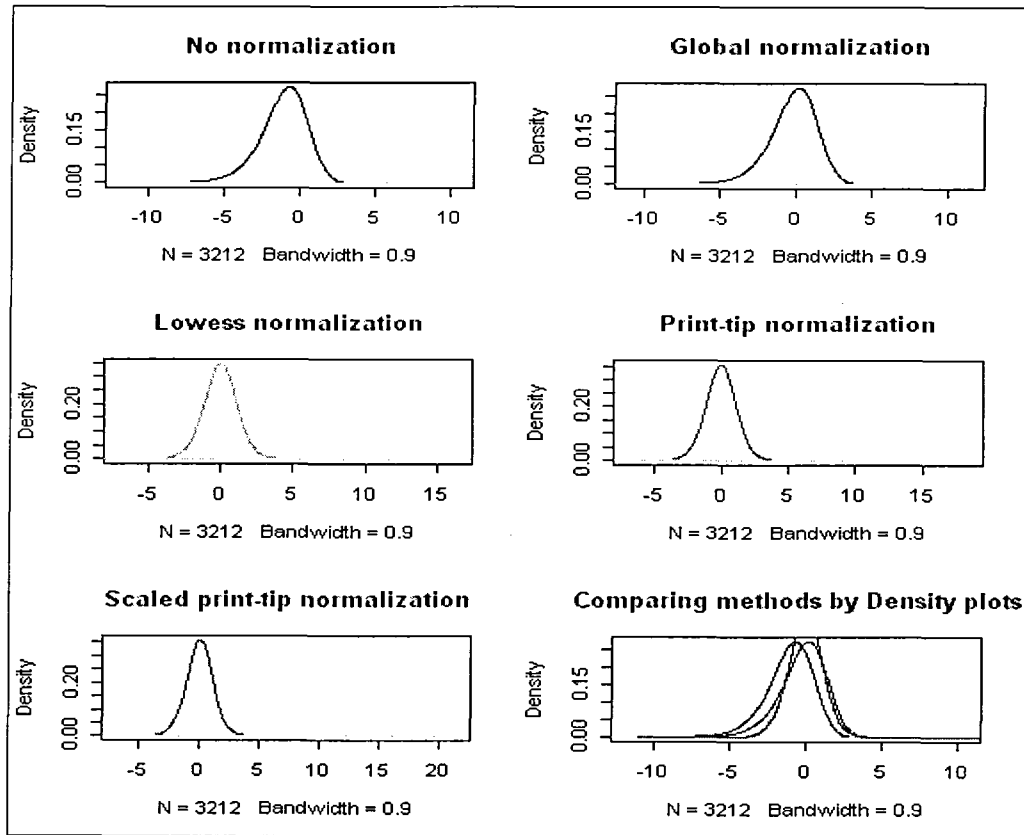 No normalization
Density
0.00 0.15
-10 -5 0 5 10
N = 3212 Bandwidth = 0.9
Global normalization
Density
0.00 0.15
-10 -5 0 5 10
N = 3212 Bandwidth = 0.9
Lowess normalization
Density
0.00 0.20
-5 0 5 10 15
N = 3212 Bandwidth = 0.9
Print-tip normalization
Density
0.00 0.20
-5 0 5 10 15
N = 3212 Bandwidth = 0.9
Scaled print-tip normalization
Density
0.00 0.20
-5 0 5 10 15 20
N = 3212 Bandwidth = 0.9
Comparing methods by Density plots
Density
0.00 0.15
-10 -5 0 5 10
N = 3212 Bandwidth = 0.9